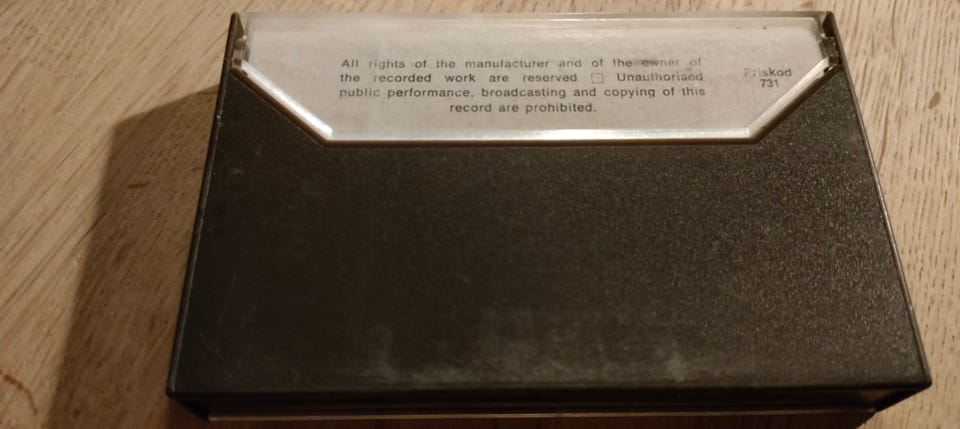 All rights of the manufacturer and of the owner of
the recorded work are reserved □ Unauthorised
public performance, broadcasting and copying of this
record are prohibited.
Priskod
731